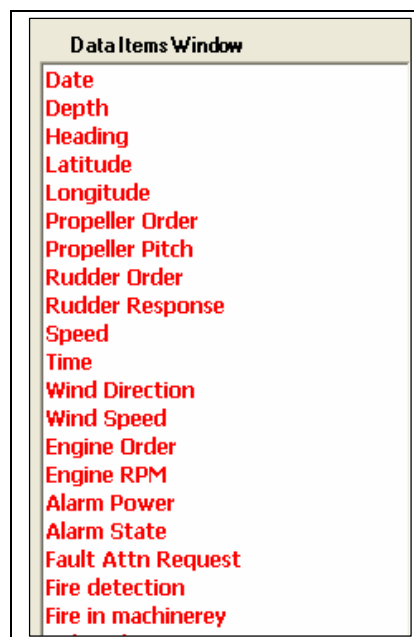 Data Items Window
Date
Depth
Heading
Latitude
Longitude
Propeller Order
Propeller Pitch
Rudder Order
Rudder Response
Speed
Time
Wind Direction
Wind Speed
Engine Order
Engine RPM
Alarm Power
Alarm State
Fault Attn Request
Fire detection
Fire in machinerey